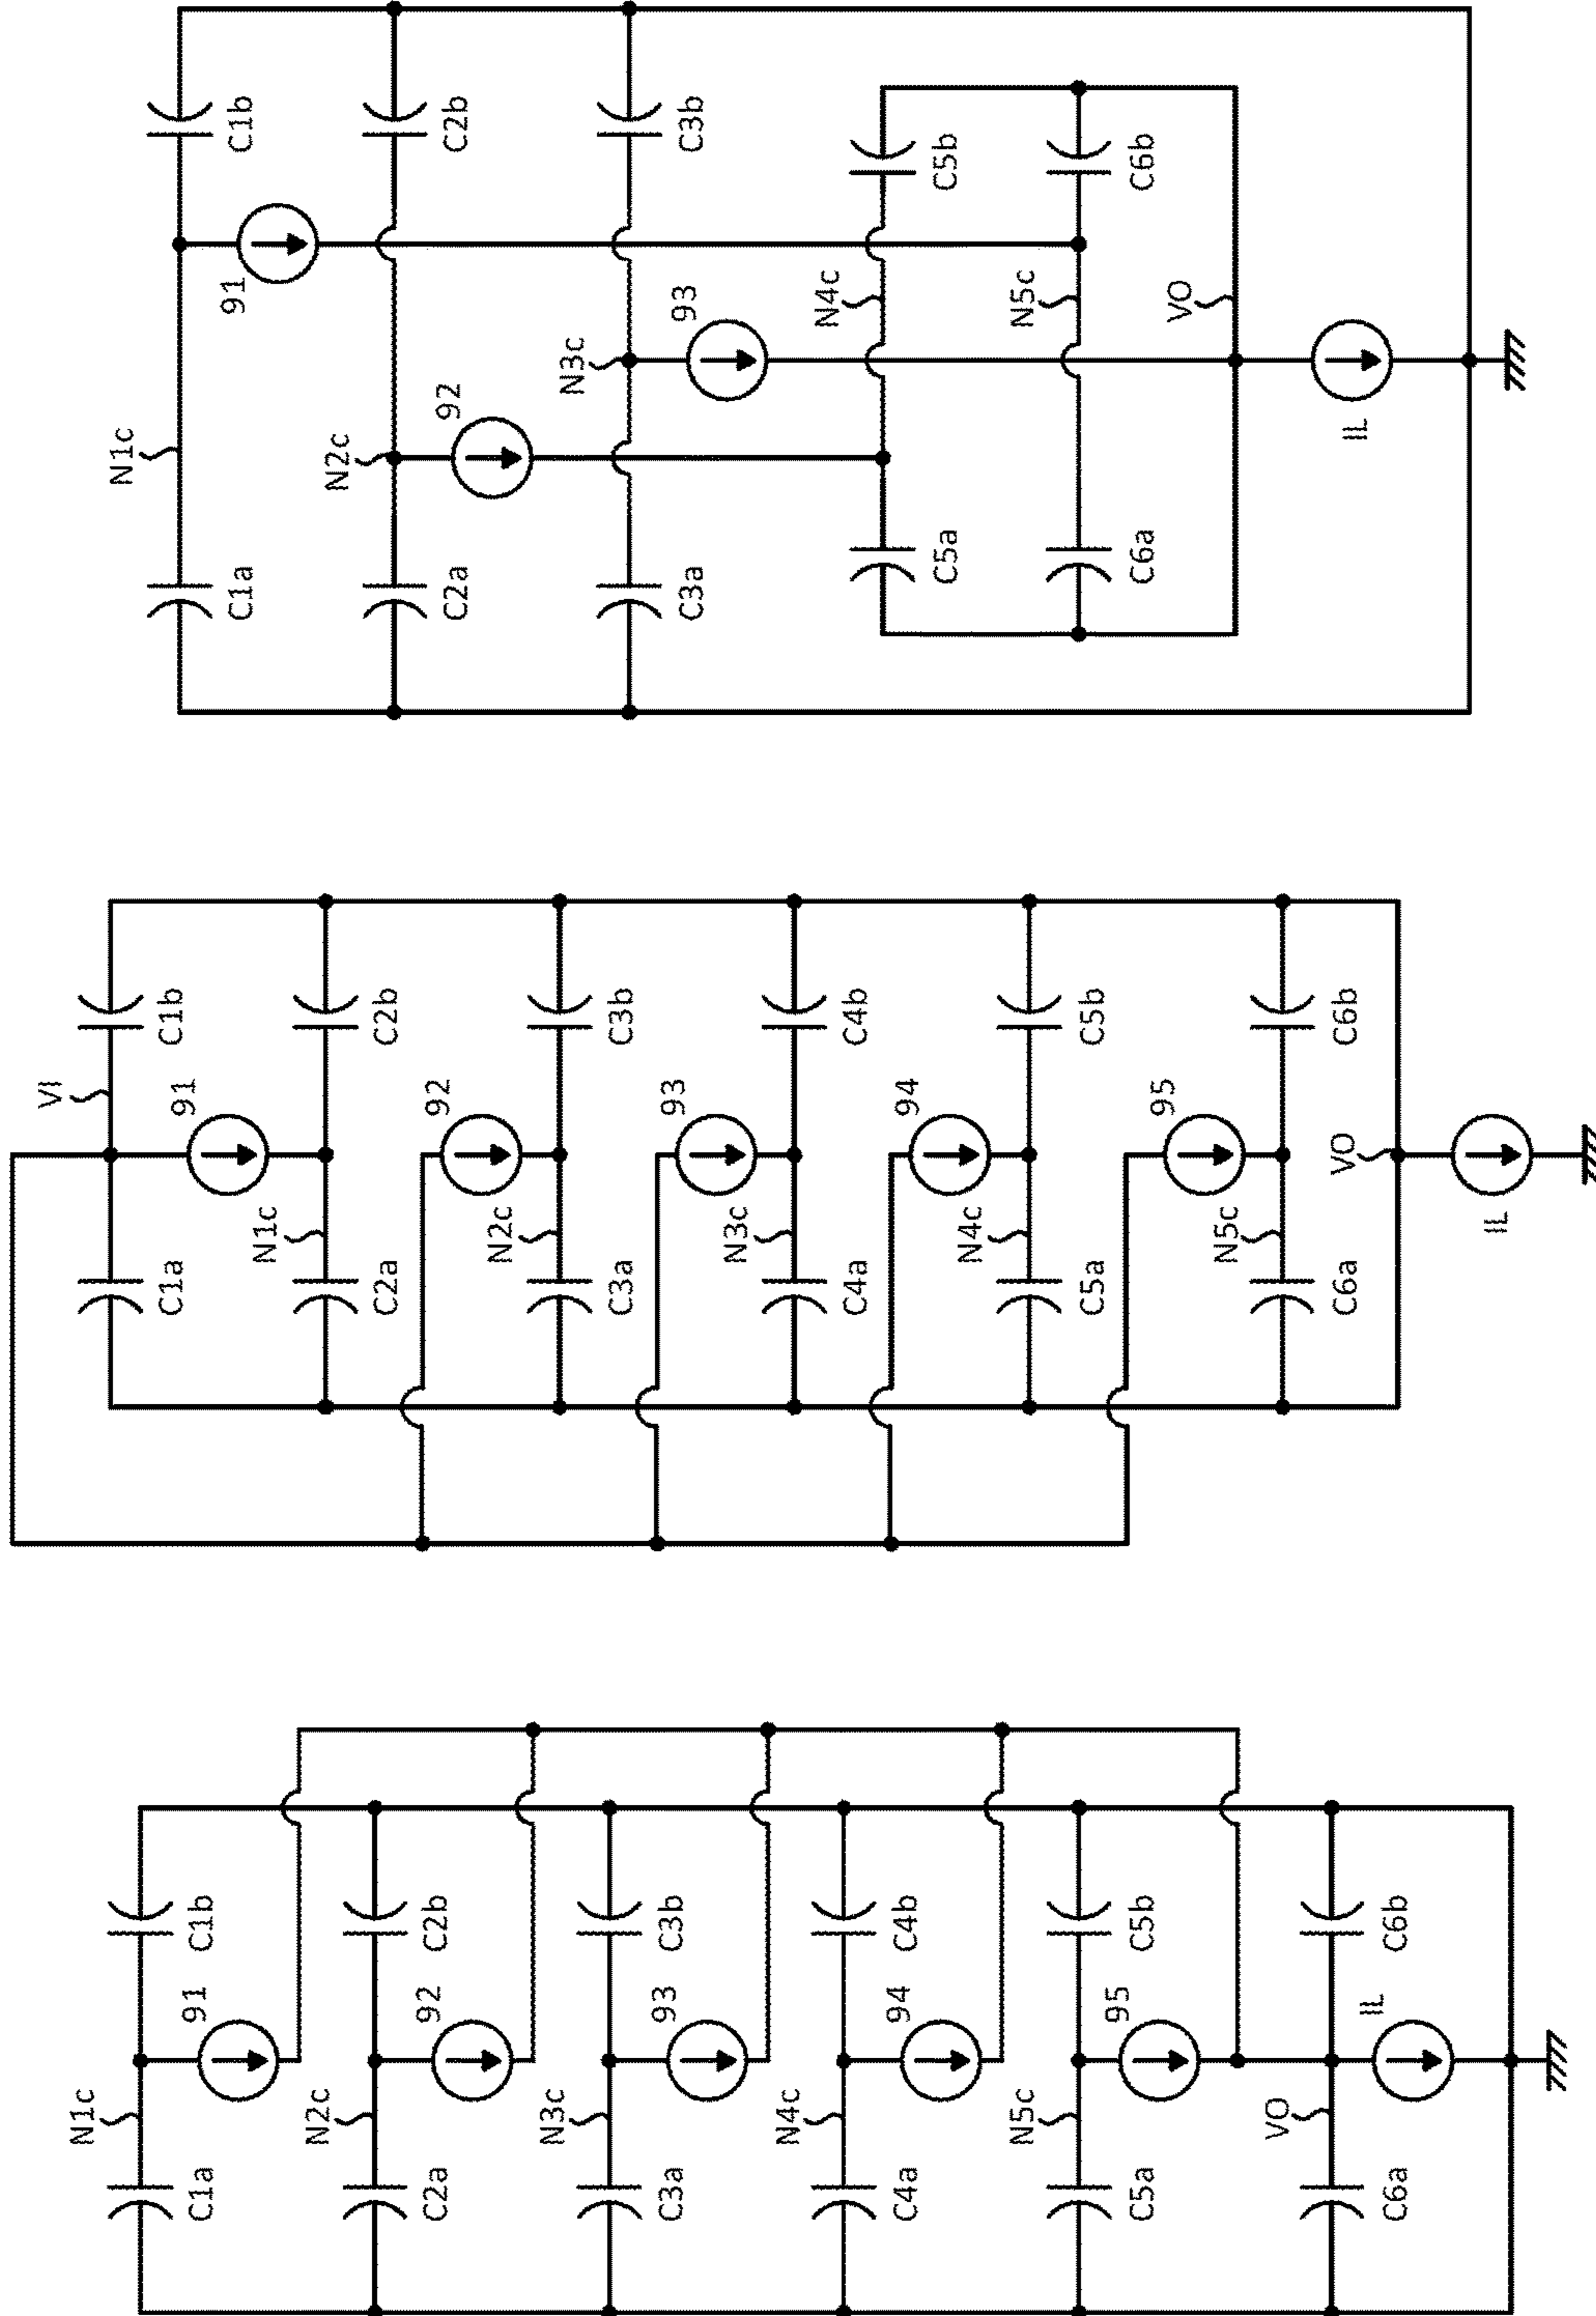 C1b
91
N1c
C1a
C2b
92
N2c
C2a
C3b
93
N3c
C3a
C5b
N4c
C5a
C6b
N5c
C6a
VO
IL
VI
C1b
91
C1a
N1c
C2b
C2a
92
N2c
C3b
C3a
93
N3c
C4b
C4a
94
N4c
C5b
C5a
95
N5c
C6b
C6a
VO
IL
N1c
C1b
91
C1a
N2c
C2b
92
C2a
N3c
C3b
93
C3a
N4c
C4b
94
C4a
N5c
C5b
95
C5a
VO
C6b
IL
C6a